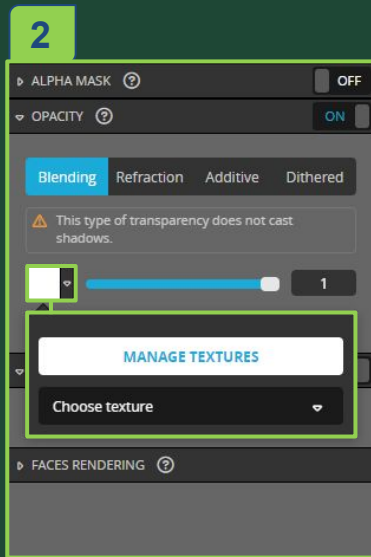 2
ALPHA MASK ? OFF
OPACITY ? ON
Blending Refraction Additive Dithered
This type of transparency does not cast
shadows.
1
MANAGE TEXTURES
Choose texture
FACES RENDERING ?